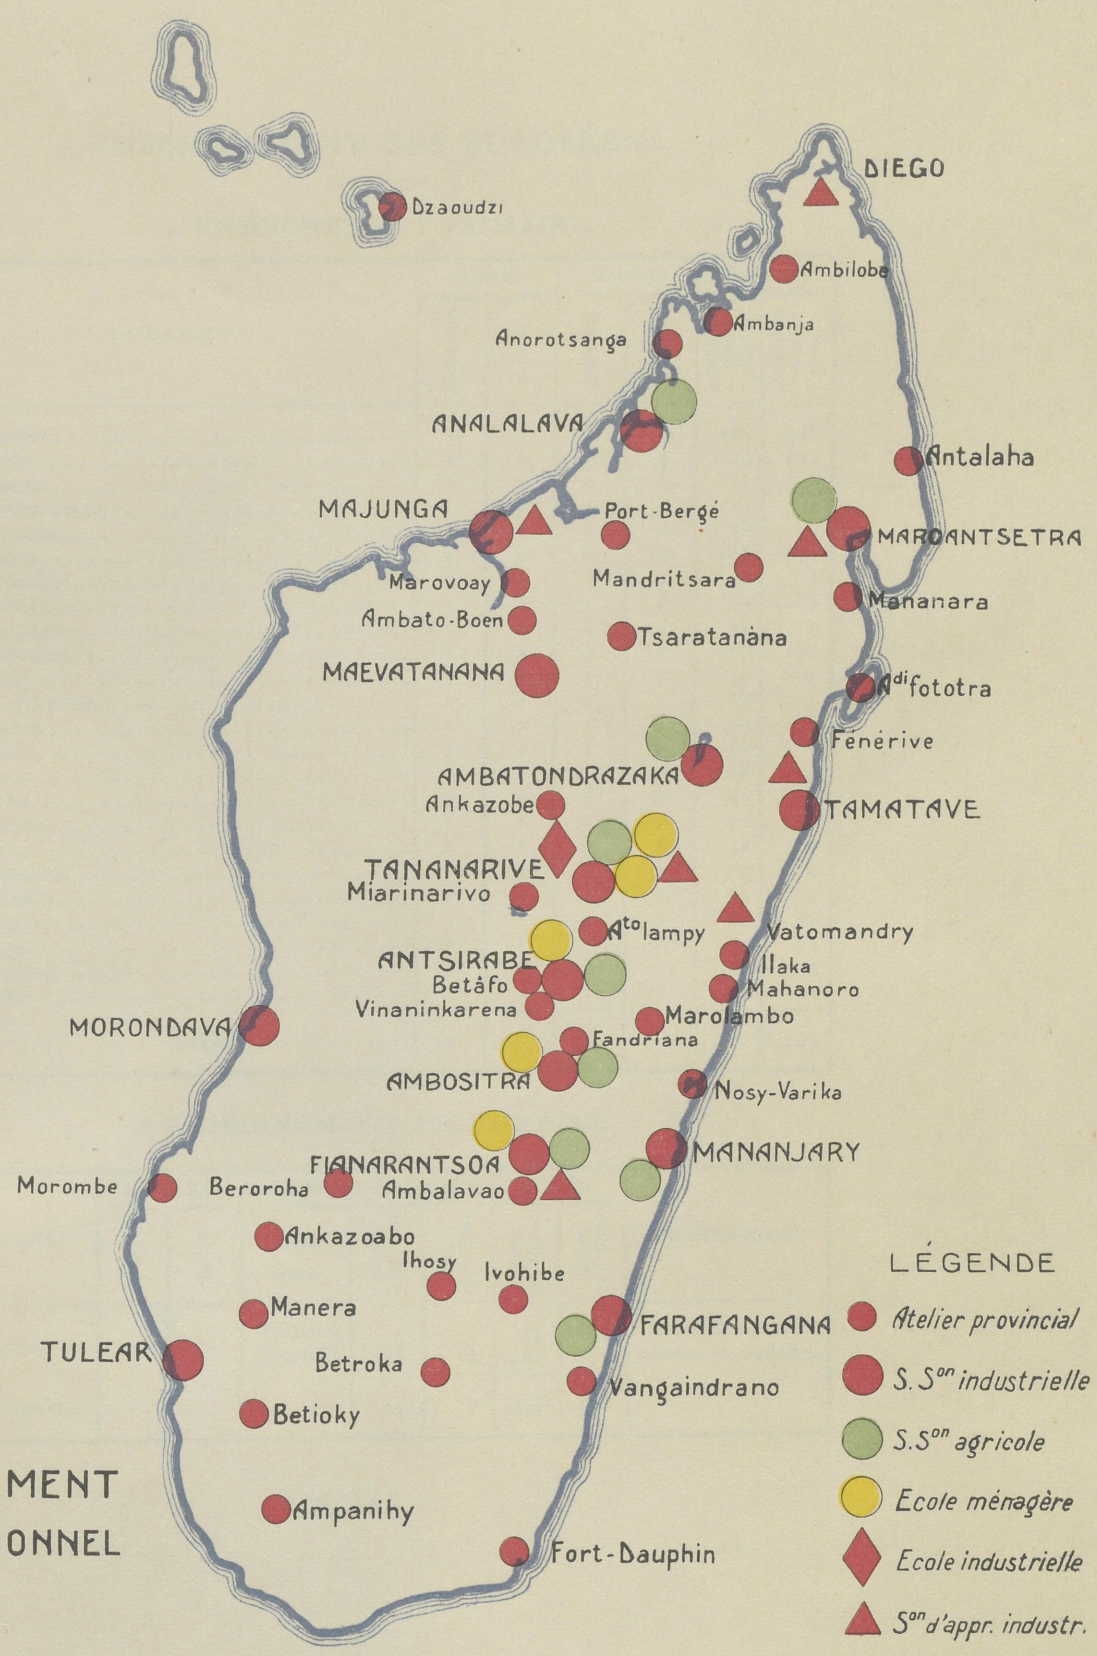 DIEGO
Dzaoudzi
Ambilobe
Ambanja
Anorotsanga
ANALALAVA
Antalaha
MAJUNGA
Port-Bergé
MAROANTSETRA
Mandritsara
Marovoay
Mananara
Ambato-Boen
Tsaratanàna
MAEVATANANA
Adifototra
Fénérive
AMBATONDRAZAKA
Ankazobe
TAMATAVE
TANANARIVE
Miarinarivo
Atolampy
Vatomandry
ANTSIRABE
Ilaka
Betâfo
Mahanoro
Vinaninkarena
Marolambo
MORONDAVA
Fandriana
AMBOSITRA
Nosy-Varika
MANANJARY
FIANARANTSOA
Morombe
Beroroha
Ambalavao
Ankazoabo
Ihosy
Ivohibe
Manera
FARAFANGANA
TULEAR
Betroka
Vangaindrano
Betioky
Ampanihy
Fort-Dauphin
MENT
ONNEL
LÉGENDE
Atelier provincial
S. Son industrielle
S. Son agricole
Ecole ménagère
Ecole industrielle
Son d'appr. industr.